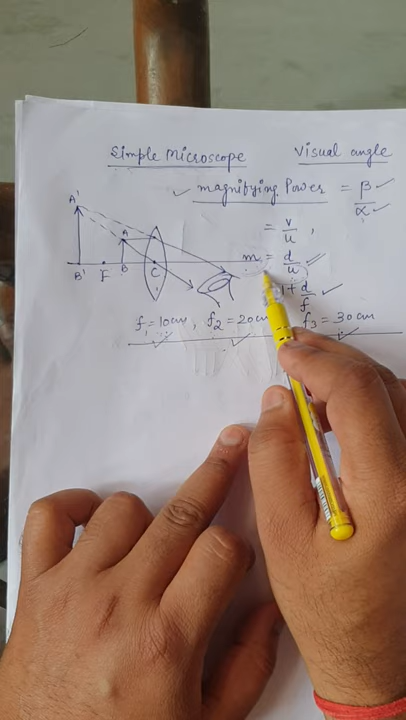 Simple Microscope Visual angle
magnifying Power = β/α
= v/u ,
A'
A
m = d/u
B' F B C
1 + d/f
f₁ = 10 cm, f₂ = 20 cm f₃ = 30 cm